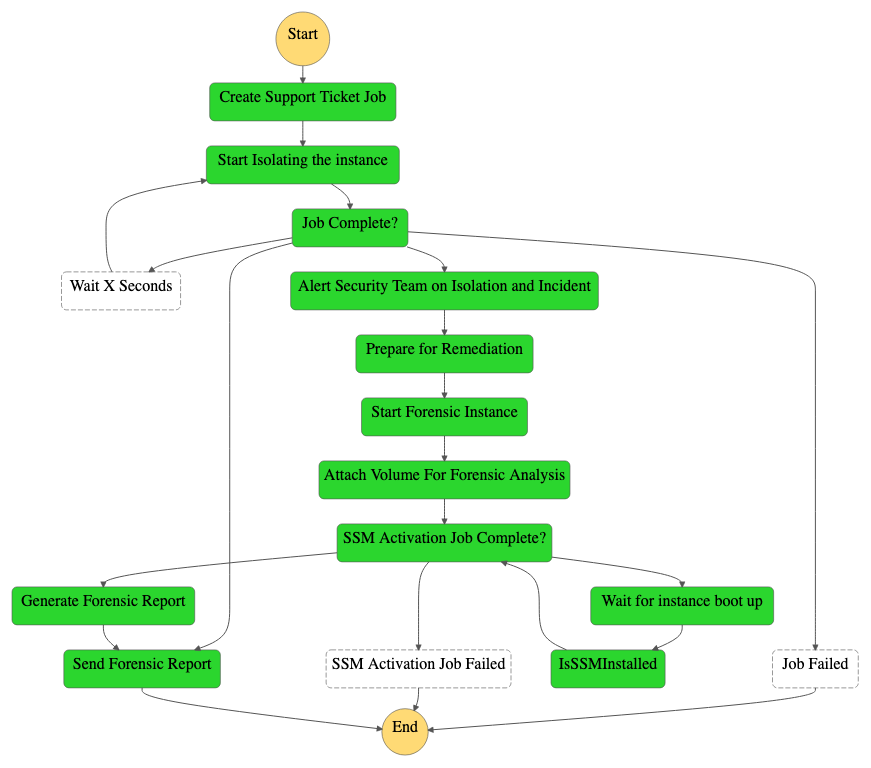 Start
Create Support Ticket Job
Start Isolating the instance
Job Complete?
Wait X Seconds
Alert Security Team on Isolation and Incident
Prepare for Remediation
Start Forensic Instance
Attach Volume For Forensic Analysis
SSM Activation Job Complete?
Generate Forensic Report
Wait for instance boot up
Send Forensic Report
SSM Activation Job Failed
IsSSMInstalled
Job Failed
End